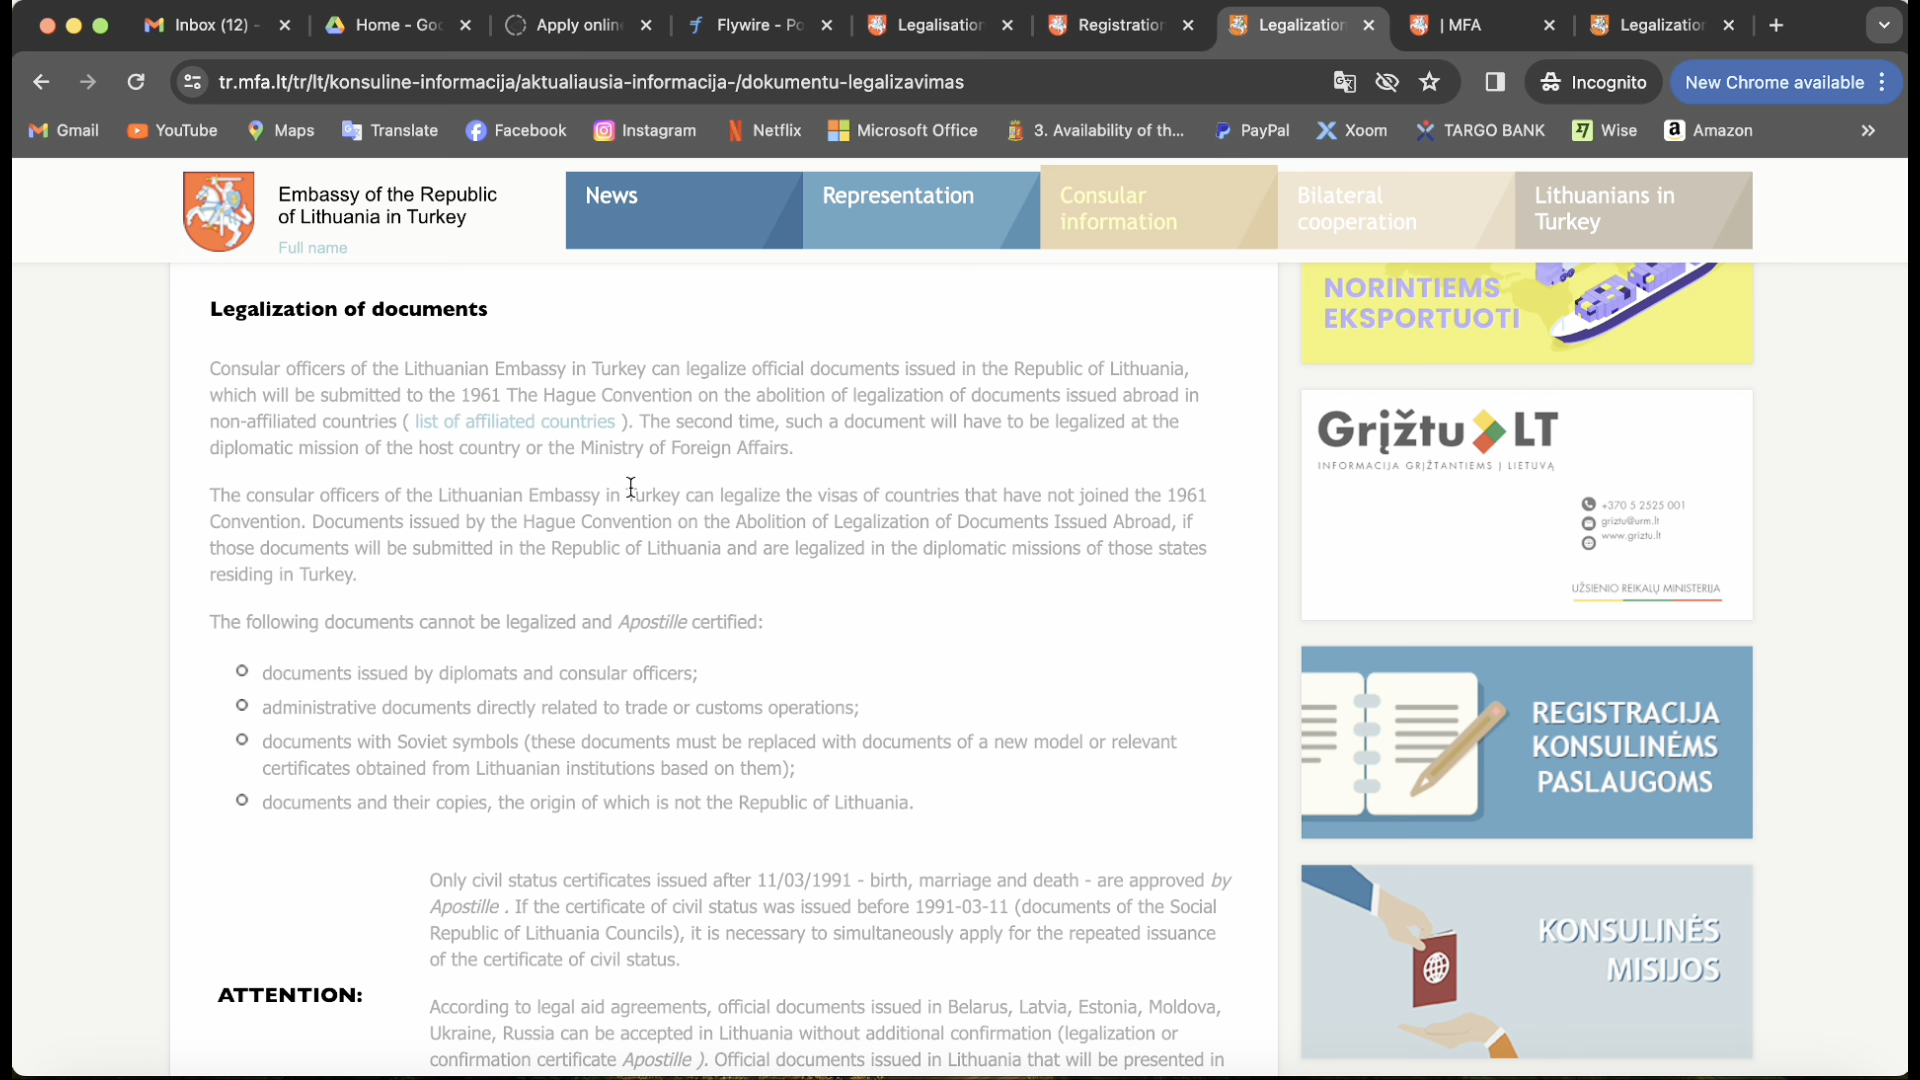 Inbox (12) -
Home - Goo
Apply onlin
Flywire - Po
Legalisation
Registration
Legalization
| MFA
Legalization
tr.mfa.lt/tr/lt/konsuline-informacija/aktualiausia-informacija-/dokumentu-legalizavimas
Incognito
New Chrome available
Gmail
YouTube
Maps
Translate
Facebook
Instagram
Netflix
Microsoft Office
3. Availability of th...
PayPal
Xoom
TARGO BANK
Wise
Amazon
Embassy of the Republic
of Lithuania in Turkey
Full name
News
Representation
Consular
information
Bilateral
cooperation
Lithuanians in
Turkey
Legalization of documents
Consular officers of the Lithuanian Embassy in Turkey can legalize official documents issued in the Republic of Lithuania,
which will be submitted to the 1961 The Hague Convention on the abolition of legalization of documents issued abroad in
non-affiliated countries ( list of affiliated countries ). The second time, such a document will have to be legalized at the
diplomatic mission of the host country or the Ministry of Foreign Affairs.
The consular officers of the Lithuanian Embassy in Turkey can legalize the visas of countries that have not joined the 1961
Convention. Documents issued by the Hague Convention on the Abolition of Legalization of Documents Issued Abroad, if
those documents will be submitted in the Republic of Lithuania and are legalized in the diplomatic missions of those states
residing in Turkey.
The following documents cannot be legalized and Apostille certified:
documents issued by diplomats and consular officers;
administrative documents directly related to trade or customs operations;
documents with Soviet symbols (these documents must be replaced with documents of a new model or relevant
certificates obtained from Lithuanian institutions based on them);
documents and their copies, the origin of which is not the Republic of Lithuania.
ATTENTION:
Only civil status certificates issued after 11/03/1991 - birth, marriage and death - are approved by
Apostille . If the certificate of civil status was issued before 1991-03-11 (documents of the Social
Republic of Lithuania Councils), it is necessary to simultaneously apply for the repeated issuance
of the certificate of civil status.
According to legal aid agreements, official documents issued in Belarus, Latvia, Estonia, Moldova,
Ukraine, Russia can be accepted in Lithuania without additional confirmation (legalization or
confirmation certificate Apostille ). Official documents issued in Lithuania that will be presented in
NORINTIEMS
EKSPORTUOTI
Grįžtu LT
INFORMACIJA GRĮŽTANTIEMS Į LIETUVĄ
+370 5 2525 001
griztu@urm.lt
www.griztu.lt
UŽSIENIO REIKALŲ MINISTERIJA
REGISTRACIJA
KONSULINĖMS
PASLAUGOMS
KONSULINĖS
MISIJOS